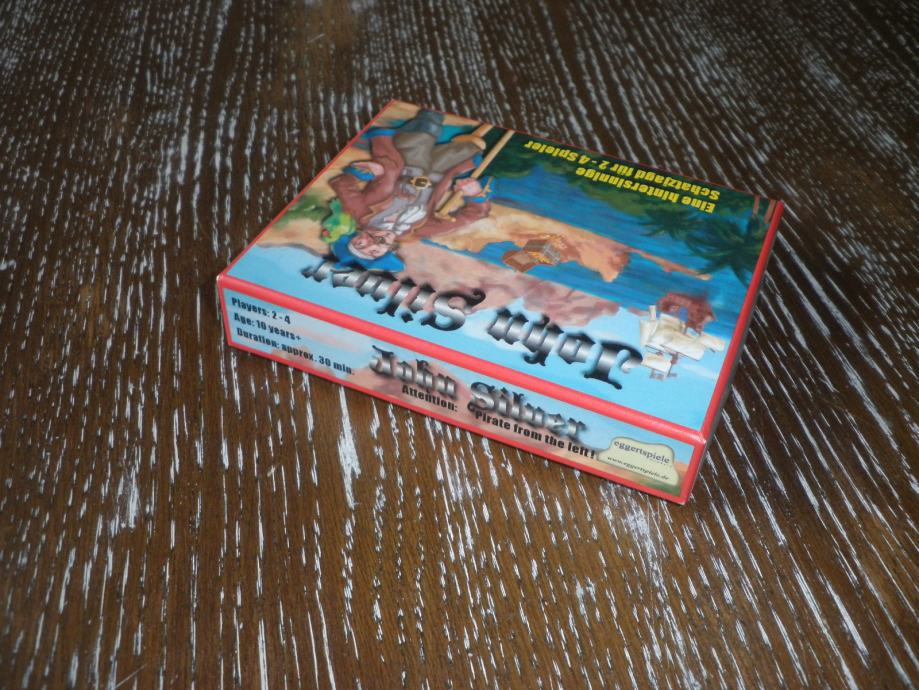 Eine hintersinnige
Schatzjagd für 2 - 4 Spieler
John Silver
Players: 2 - 4
Age: 10 years+
Duration: approx. 30 min.
John Silver
Attention: Pirate from the left!
eggertspiele
www.eggertspiele.de